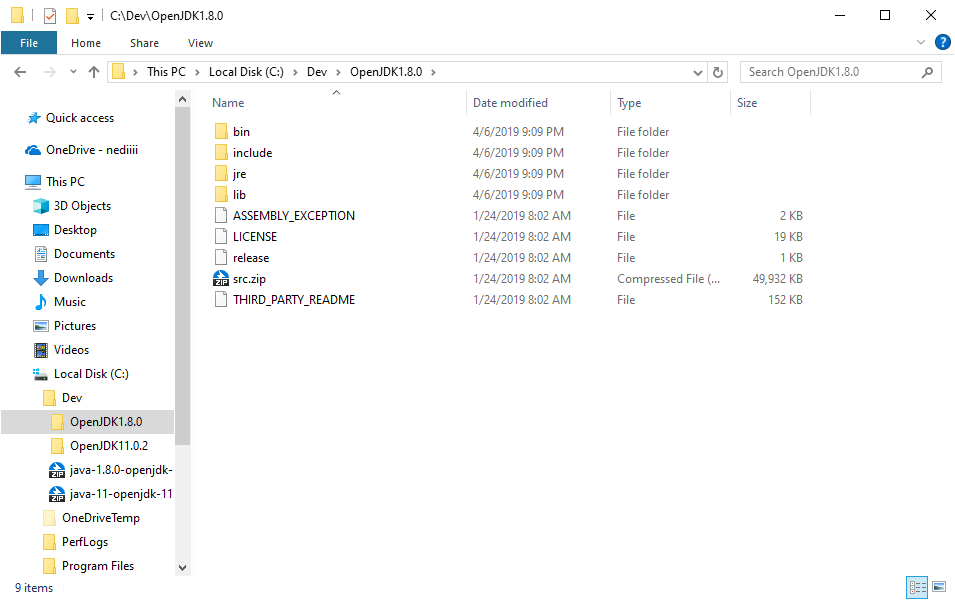 C:\Dev\OpenJDK1.8.0
File Home Share View
This PC Local Disk (C:) Dev OpenJDK1.8.0
Search OpenJDK1.8.0
Name Date modified Type Size
Quick access
OneDrive - nediiii
This PC
3D Objects
Desktop
Documents
Downloads
Music
Pictures
Videos
Local Disk (C:)
Dev
OpenJDK1.8.0
OpenJDK11.0.2
ZIP java-1.8.0-openjdk-
ZIP java-11-openjdk-11
OneDriveTemp
PerfLogs
Program Files
bin 4/6/2019 9:09 PM File folder
include 4/6/2019 9:09 PM File folder
jre 4/6/2019 9:09 PM File folder
lib 4/6/2019 9:09 PM File folder
ASSEMBLY_EXCEPTION 1/24/2019 8:02 AM File 2 KB
LICENSE 1/24/2019 8:02 AM File 19 KB
release 1/24/2019 8:02 AM File 1 KB
ZIP src.zip 1/24/2019 8:02 AM Compressed File (... 49,932 KB
THIRD_PARTY_README 1/24/2019 8:02 AM File 152 KB
9 items